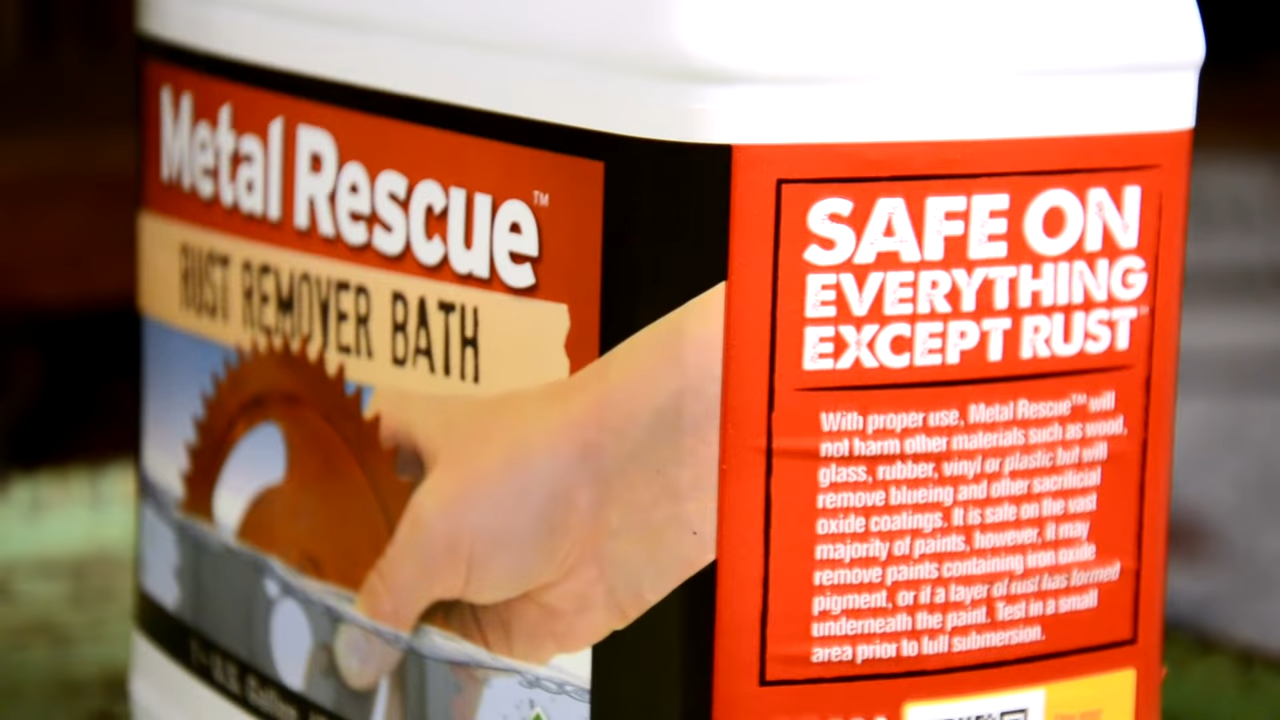 Metal Rescue™
RUST REMOVER BATH
SAFE ON
EVERYTHING
EXCEPT RUST
With proper use, Metal Rescue™ will
not harm other materials such as wood,
glass, rubber, vinyl or plastic but will
remove blueing and other sacrificial
oxide coatings. It is safe on the vast
majority of paints, however, it may
remove paints containing iron oxide
pigment, or if a layer of rust has formed
underneath the paint. Test in a small
area prior to full submersion.